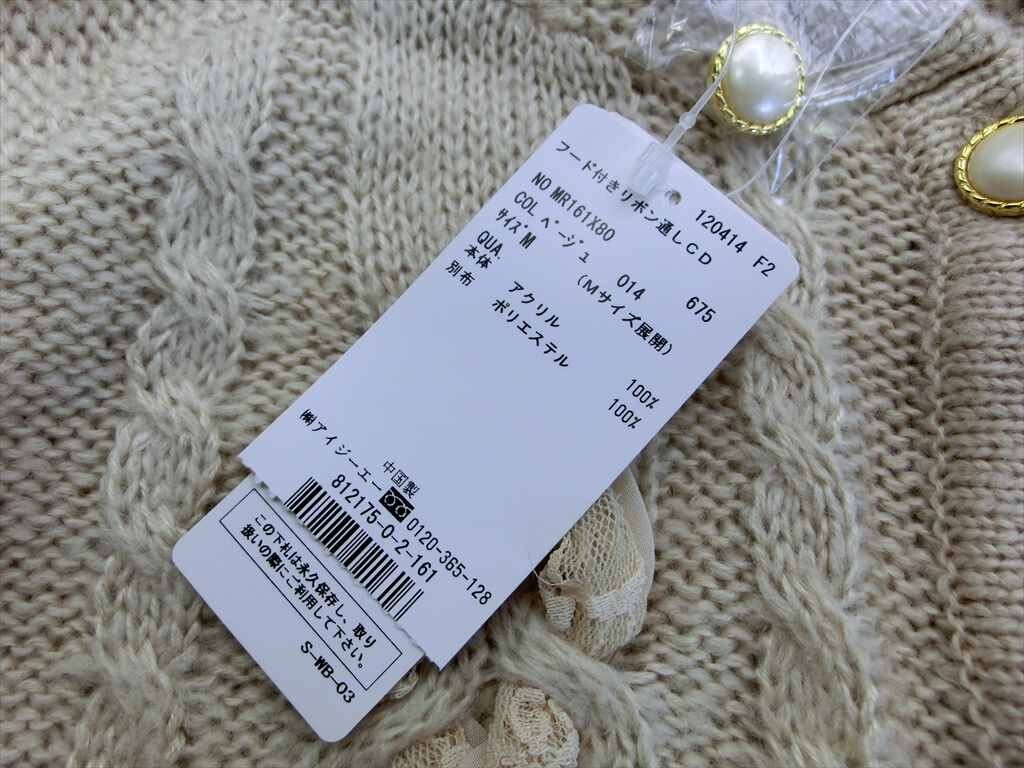 120414 F2
フード付きリボン通しCD
NO MR161X80 014 675
COL ベージュ
サイズ M (Mサイズ展開)
QUA.
本体 アクリル 100%
別布 ポリエステル 100%
中国製
㈱アイジーエー 0120-365-128
812175-0-2-161
この下札は永久保存し、取り
扱いの際にご利用して下さい。
S-WB-03